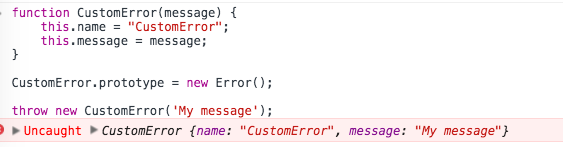 function CustomError(message) {
    this.name = "CustomError";
    this.message = message;
}

CustomError.prototype = new Error();

throw new CustomError('My message');
▶ Uncaught ▶ CustomError {name: "CustomError", message: "My message"}